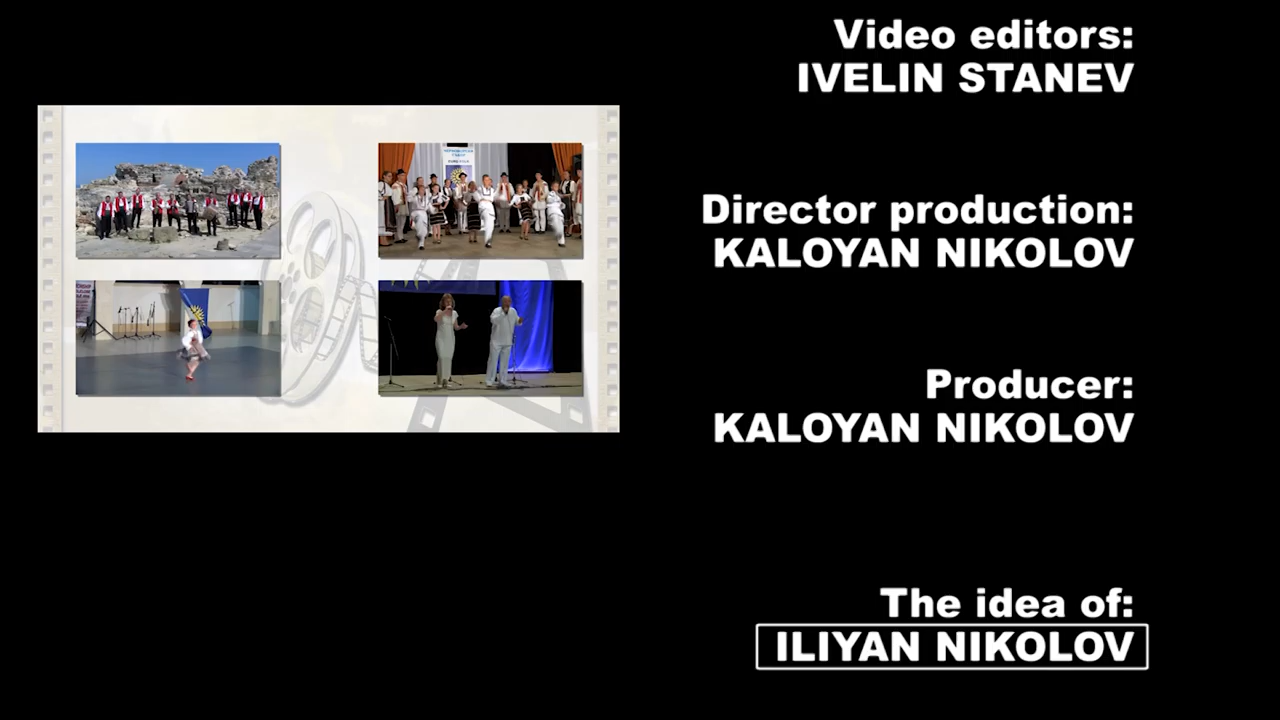 Video editors:
IVELIN STANEV
Director production:
KALOYAN NIKOLOV
Producer:
KALOYAN NIKOLOV
The idea of:
ILIYAN NIKOLOV